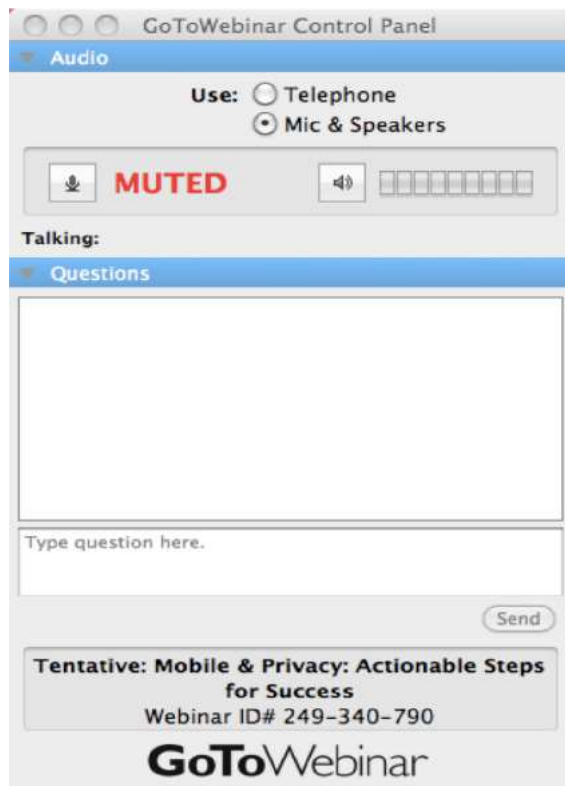 GoToWebinar Control Panel
Audio
Use: Telephone
Mic & Speakers
MUTED
Talking:
Questions
Type question here.
Send
Tentative: Mobile & Privacy: Actionable Steps
for Success
Webinar ID# 249-340-790
GoToWebinar